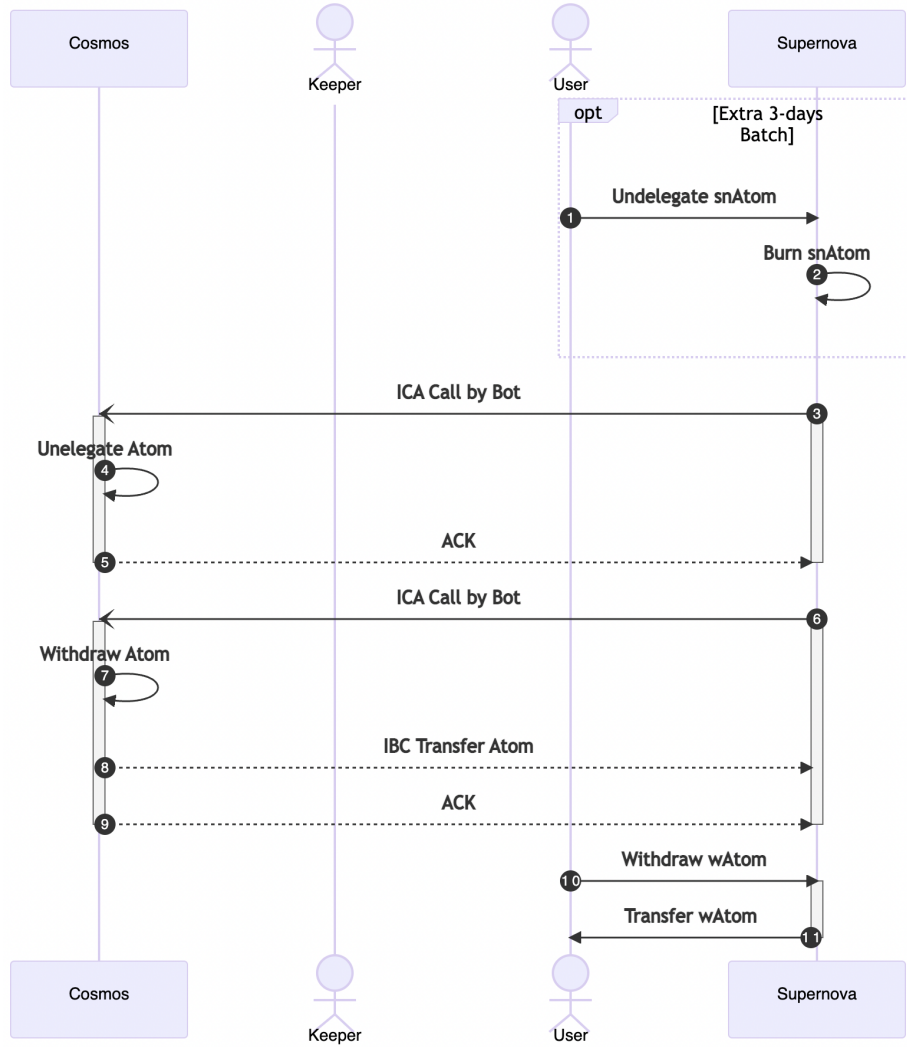 Cosmos
Keeper
User
Supernova
opt
[Extra 3-days
Batch]
Undelegate snAtom
1
Burn snAtom
2
ICA Call by Bot
3
Unelegate Atom
4
ACK
5
ICA Call by Bot
6
Withdraw Atom
7
IBC Transfer Atom
8
ACK
9
Withdraw wAtom
10
Transfer wAtom
11
Cosmos
Keeper
User
Supernova